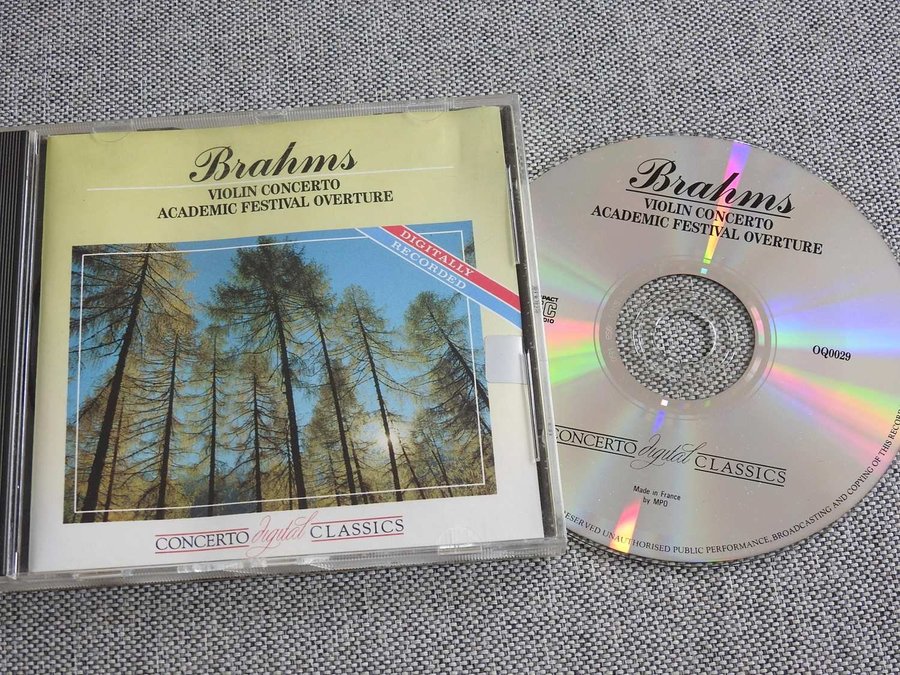 Brahms
VIOLIN CONCERTO
ACADEMIC FESTIVAL OVERTURE
DIGITALLY
RECORDED
CONCERTO digital CLASSICS
Brahms
VIOLIN CONCERTO
ACADEMIC FESTIVAL OVERTURE
OQ0029
CONCERTO digital CLASSICS
Made in France
by MPO
UNAUTHORISED PUBLIC PERFORMANCE, BROADCASTING AND COPYING OF THIS RECORD